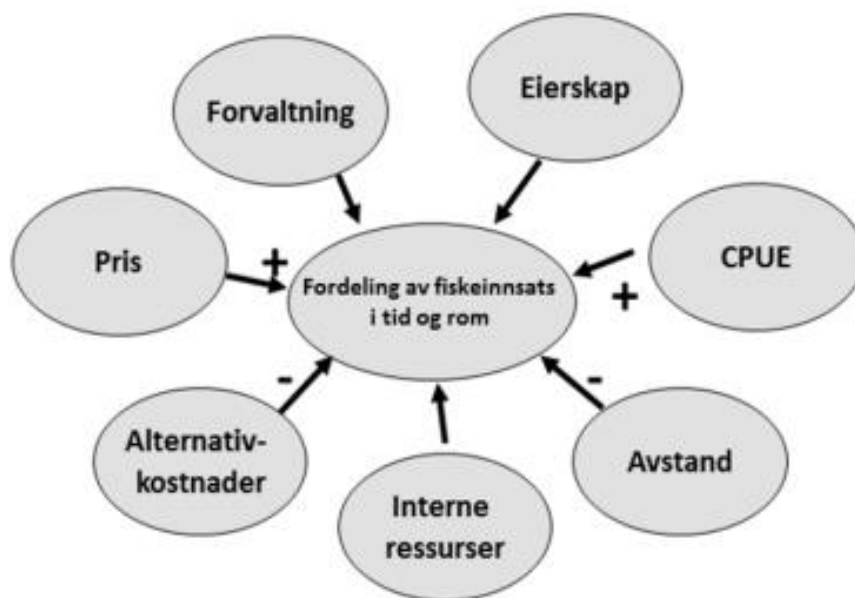 Forvaltning
Eierskap
Pris
+
CPUE
+
Fordeling av fiskeinnsats
i tid og rom
-
Alternativ-
kostnader
-
Avstand
Interne
ressurser